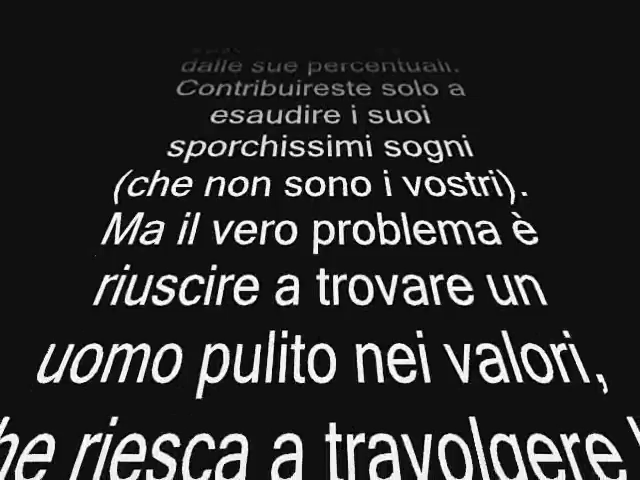 dalle sue percentuali.
Contribuireste solo a
esaudire i suoi
sporchissimi sogni
(che non sono i vostri).
Ma il vero problema è
riuscire a trovare un
uomo pulito nei valori,
riesca a travolgere